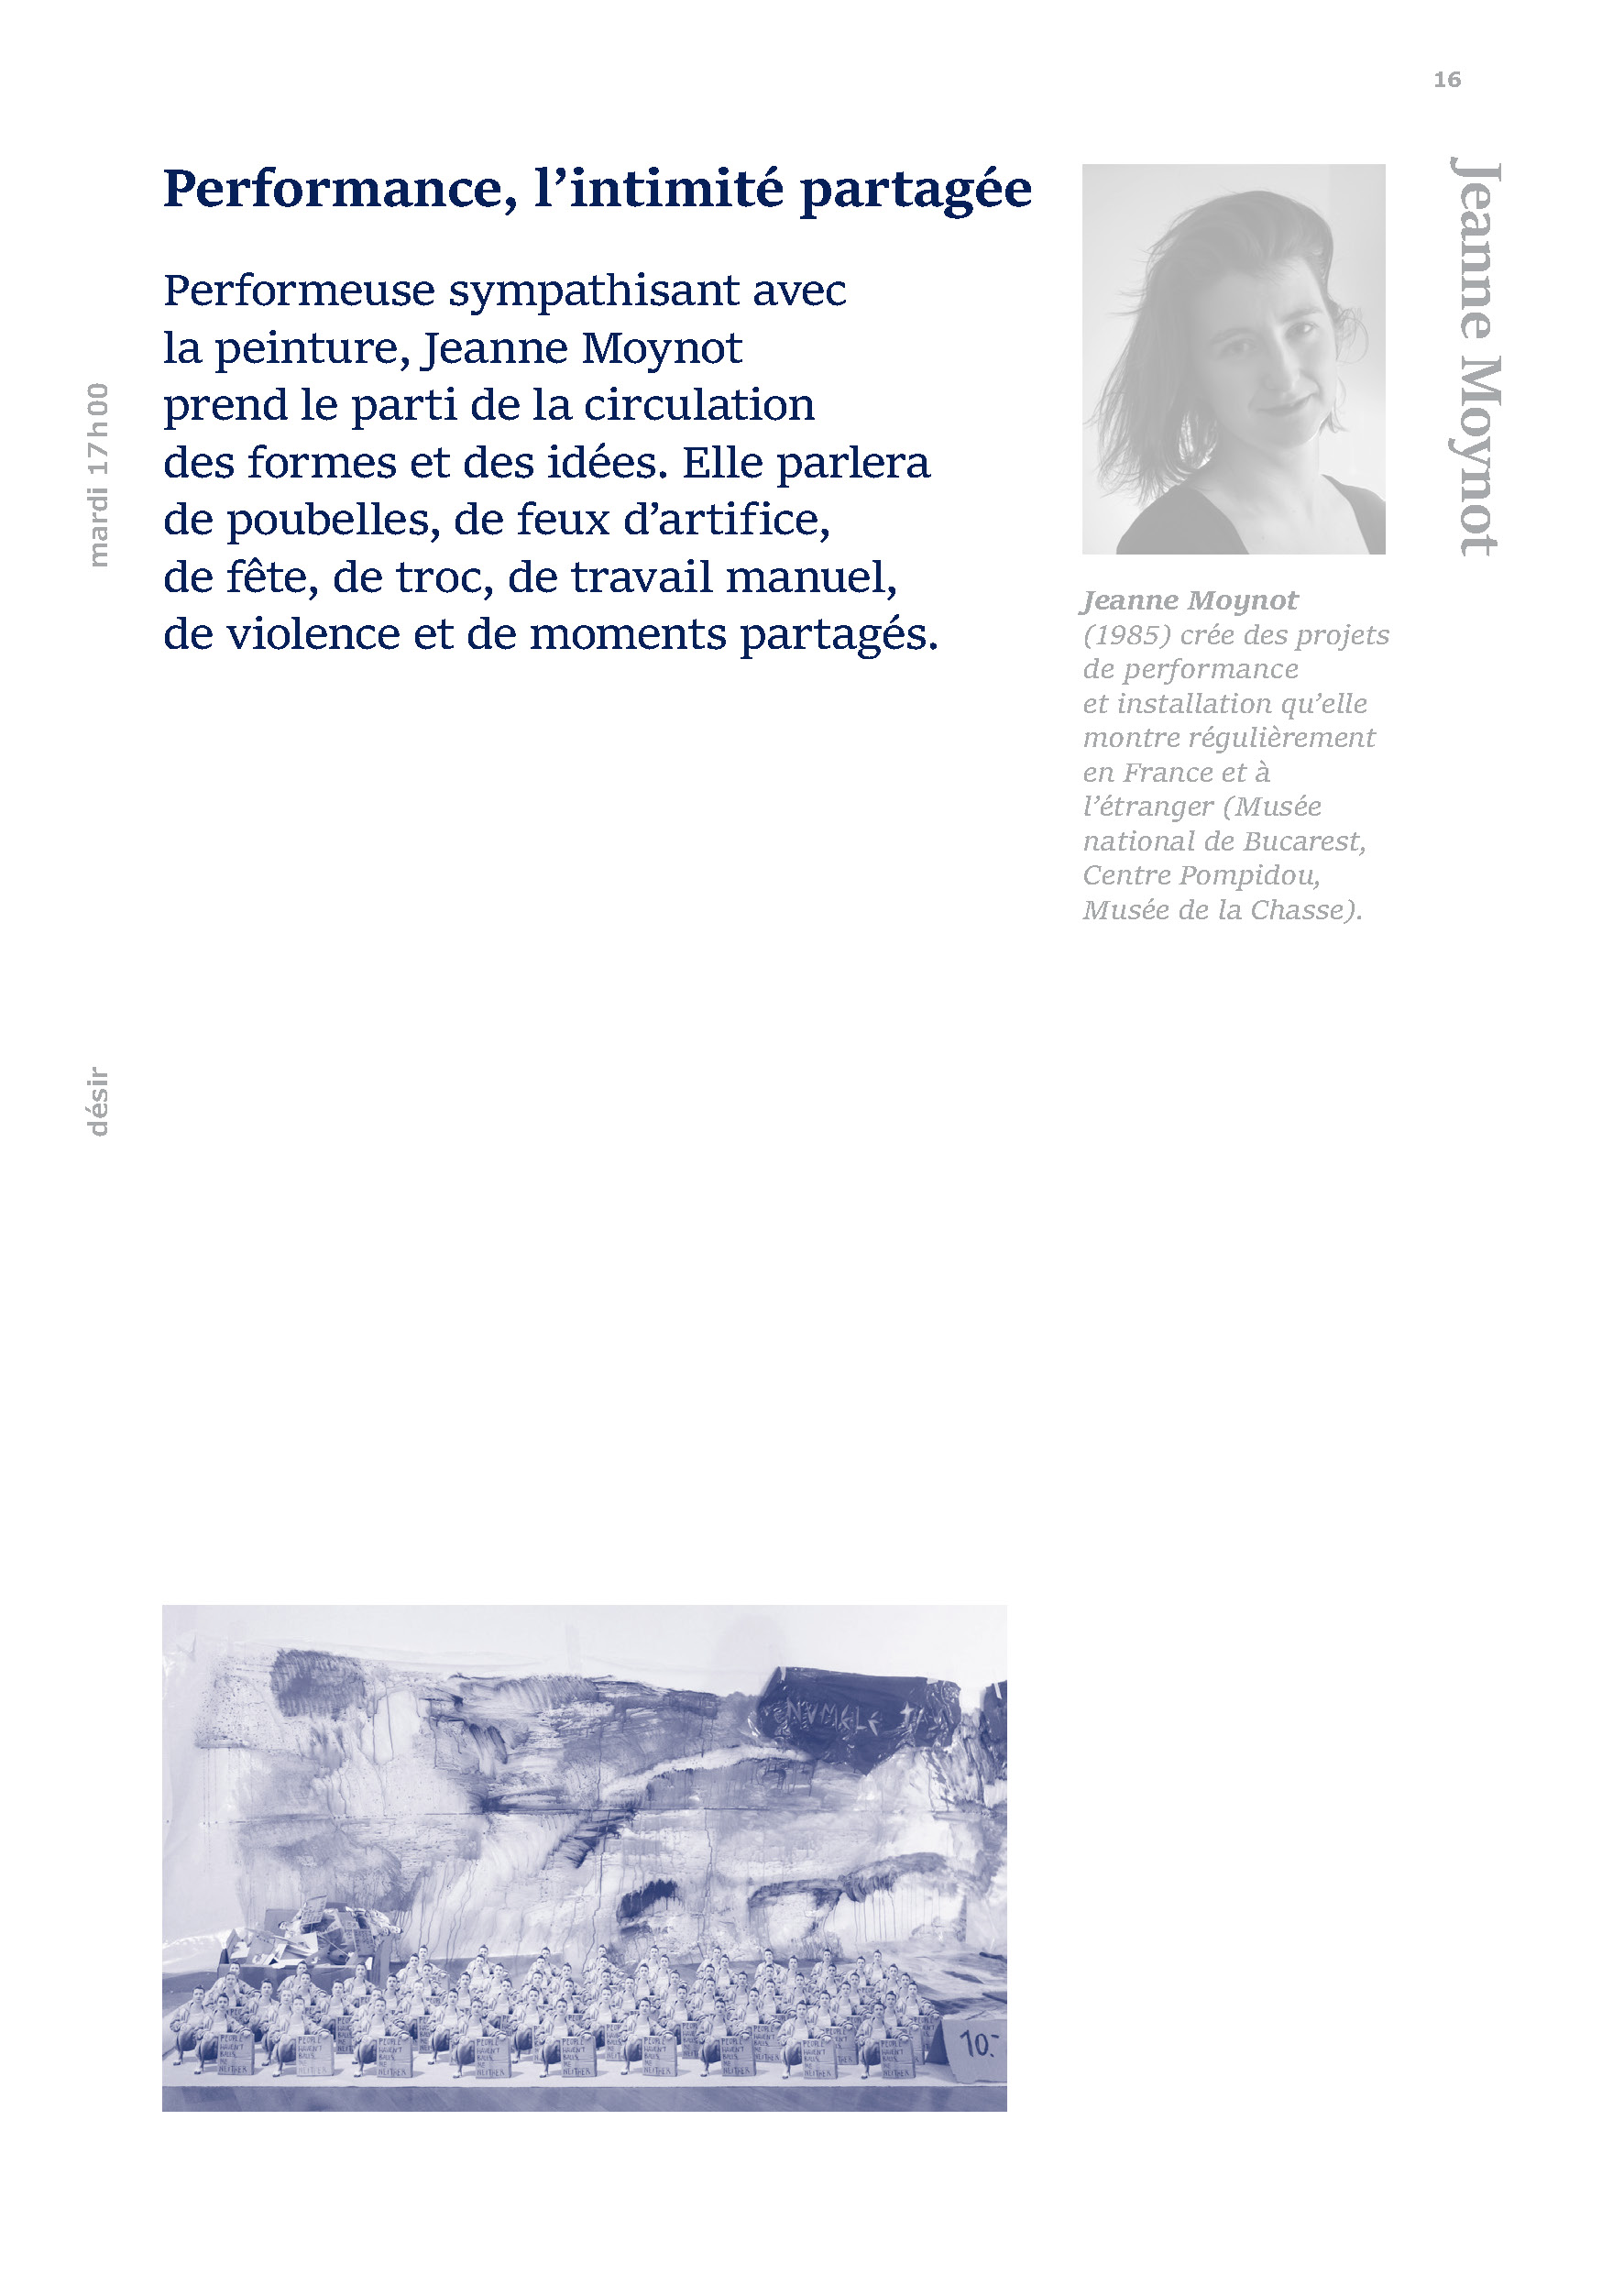 16
Performance, l’intimité partagée
Performeuse sympathisant avec
la peinture, Jeanne Moynot
prend le parti de la circulation
des formes et des idées. Elle parlera
de poubelles, de feux d’artifice,
de fête, de troc, de travail manuel,
de violence et de moments partagés.
Jeanne Moynot
Jeanne Moynot
(1985) crée des projets
de performance
et installation qu’elle
montre régulièrement
en France et à
l’étranger (Musée
national de Bucarest,
Centre Pompidou,
Musée de la Chasse).
mardi 17h00
désir
PEOPLE
HAVEN'T
BALLS
ME
NEITHER
10.-